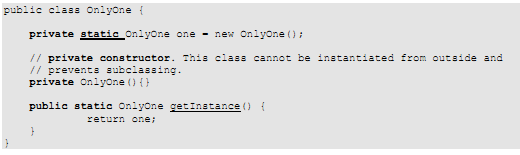 public class OnlyOne {
private static OnlyOne one = new OnlyOne();
// private constructor. This class cannot be instantiated from outside and
// prevents subclassing.
private OnlyOne(){}
public static OnlyOne getInstance() {
return one;
}
}